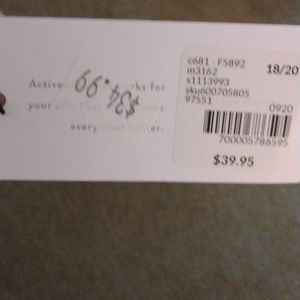 Active ks for
$34.99
your your
every er.
c681 - F5892
m3162
s1113993
sku600705805
97551
18/20
0920
700005786595
$39.95